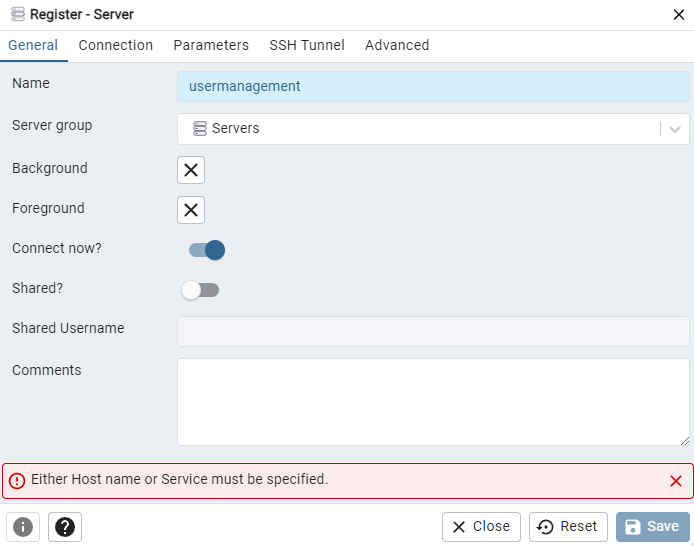 Register - Server
General Connection Parameters SSH Tunnel Advanced
Name usermanagement
Server group Servers
Background
Foreground
Connect now?
Shared?
Shared Username
Comments
Either Host name or Service must be specified.
Close Reset Save